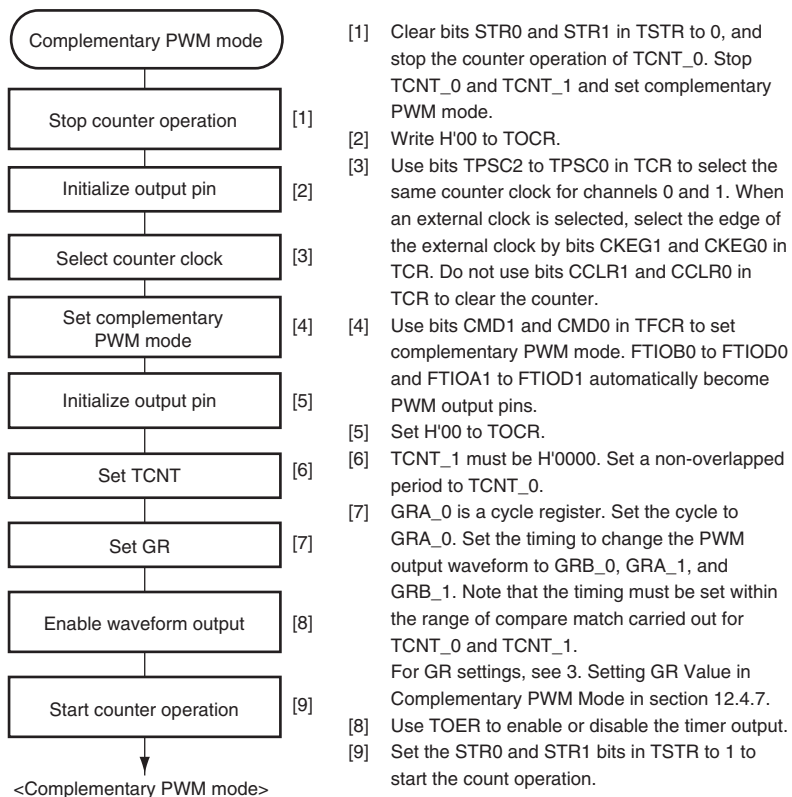 Complementary PWM mode
Stop counter operation
[1]
Initialize output pin
[2]
Select counter clock
[3]
Set complementary
PWM mode
[4]
Initialize output pin
[5]
Set TCNT
[6]
Set GR
[7]
Enable waveform output
[8]
Start counter operation
[9]
<Complementary PWM mode>
[1] Clear bits STR0 and STR1 in TSTR to 0, and
stop the counter operation of TCNT_0. Stop
TCNT_0 and TCNT_1 and set complementary
PWM mode.
[2] Write H'00 to TOCR.
[3] Use bits TPSC2 to TPSC0 in TCR to select the
same counter clock for channels 0 and 1. When
an external clock is selected, select the edge of
the external clock by bits CKEG1 and CKEG0 in
TCR. Do not use bits CCLR1 and CCLR0 in
TCR to clear the counter.
[4] Use bits CMD1 and CMD0 in TFCR to set
complementary PWM mode. FTIOB0 to FTIOD0
and FTIOA1 to FTIOD1 automatically become
PWM output pins.
[5] Set H'00 to TOCR.
[6] TCNT_1 must be H'0000. Set a non-overlapped
period to TCNT_0.
[7] GRA_0 is a cycle register. Set the cycle to
GRA_0. Set the timing to change the PWM
output waveform to GRB_0, GRA_1, and
GRB_1. Note that the timing must be set within
the range of compare match carried out for
TCNT_0 and TCNT_1.
For GR settings, see 3. Setting GR Value in
Complementary PWM Mode in section 12.4.7.
[8] Use TOER to enable or disable the timer output.
[9] Set the STR0 and STR1 bits in TSTR to 1 to
start the count operation.